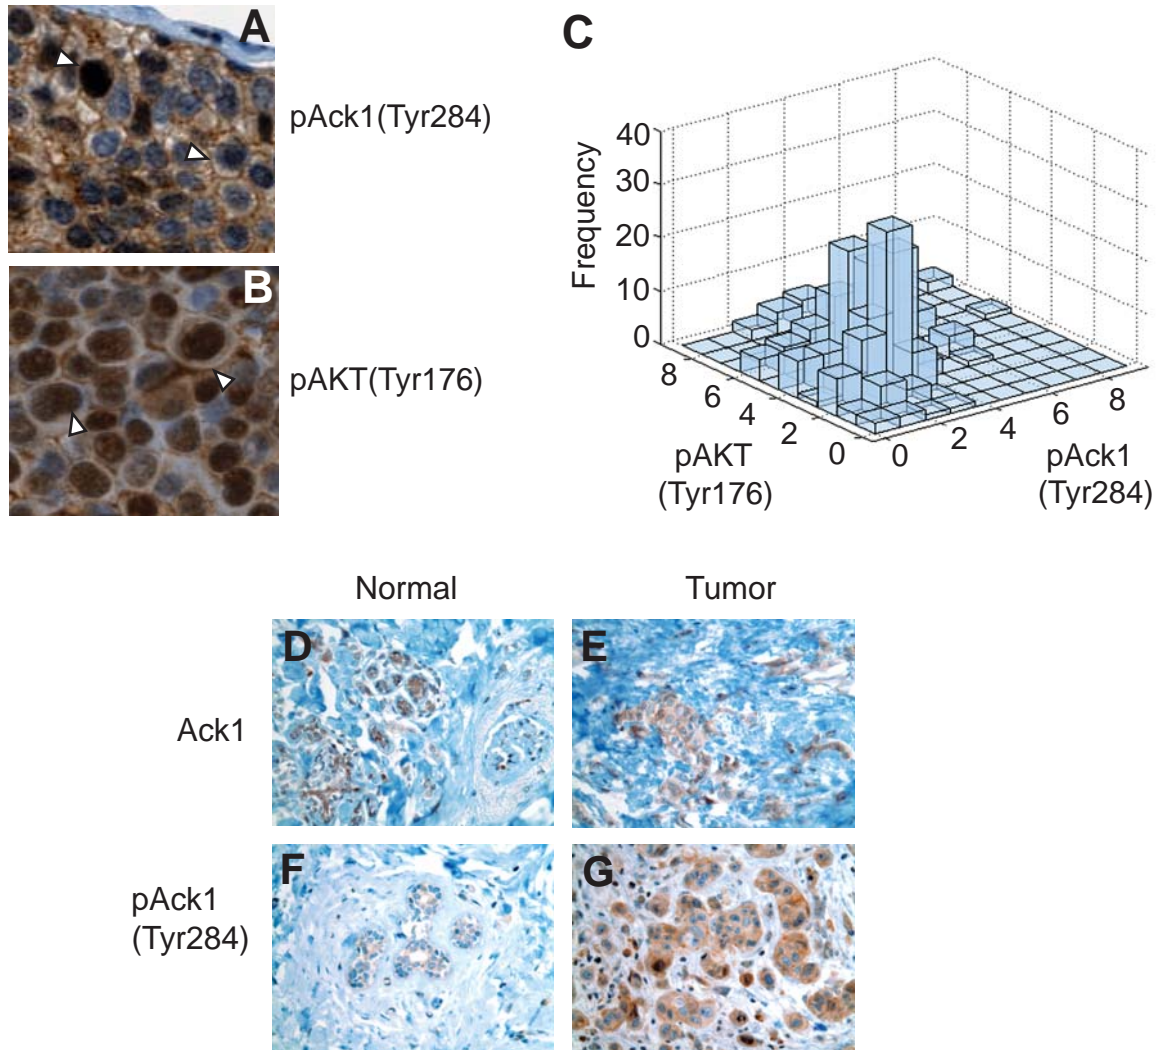 A
pAck1(Tyr284)
B
pAKT(Tyr176)
C
Frequency
40
30
20
10
0
8
6
4
2
0
pAKT
(Tyr176)
0
2
4
6
8
pAck1
(Tyr284)
Normal
Tumor
Ack1
D
E
pAck1
(Tyr284)
F
G